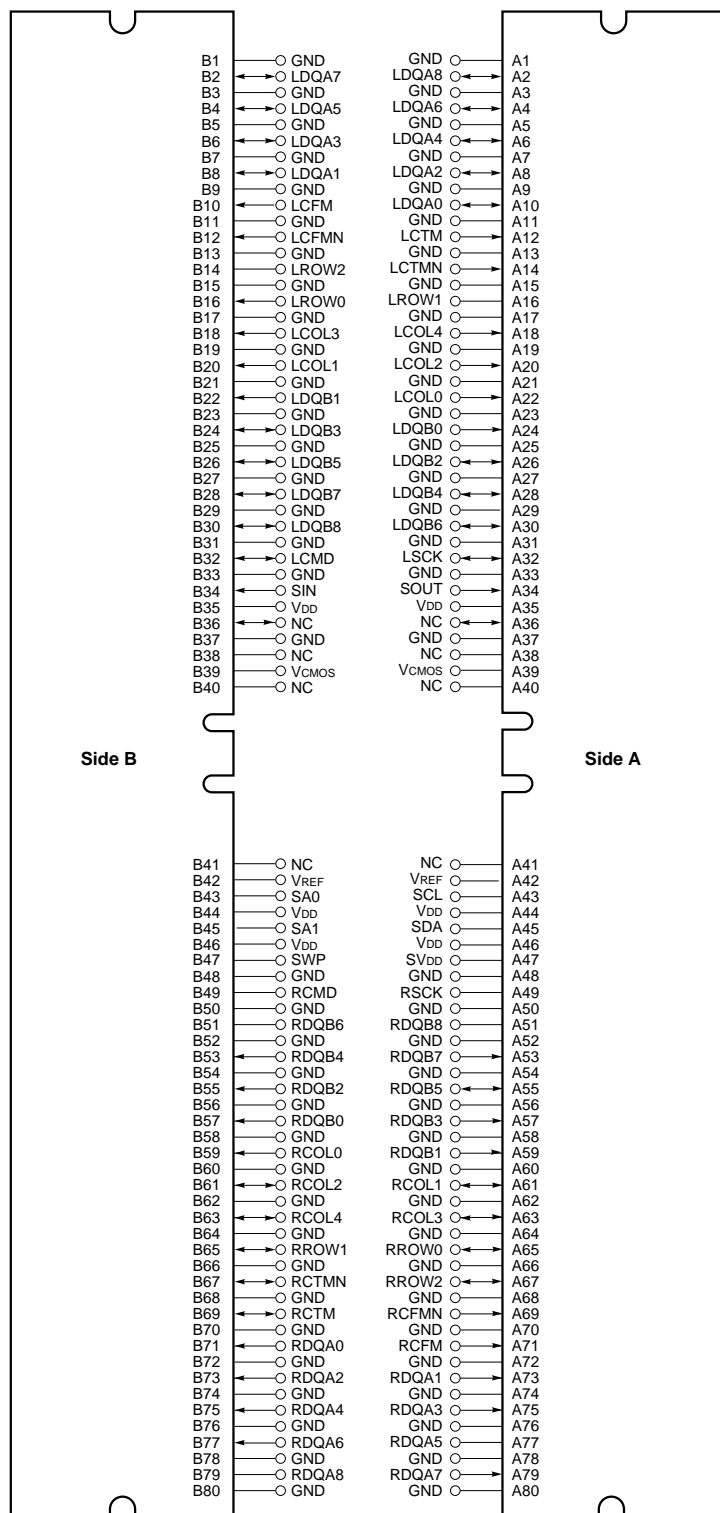 B1 GND GND A1
B2 LDQA7 LDQA8 A2
B3 GND GND A3
B4 LDQA5 LDQA6 A4
B5 GND GND A5
B6 LDQA3 LDQA4 A6
B7 GND GND A7
B8 LDQA1 LDQA2 A8
B9 GND GND A9
B10 LCFM LDQA0 A10
B11 GND GND A11
B12 LCFMN LCTM A12
B13 GND GND A13
B14 LROW2 LCTMN A14
B15 GND GND A15
B16 LROW0 LROW1 A16
B17 GND GND A17
B18 LCOL3 LCOL4 A18
B19 GND GND A19
B20 LCOL1 LCOL2 A20
B21 GND GND A21
B22 LDQB1 LCOL0 A22
B23 GND GND A23
B24 LDQB3 LDQB0 A24
B25 GND GND A25
B26 LDQB5 LDQB2 A26
B27 GND GND A27
B28 LDQB7 LDQB4 A28
B29 GND GND A29
B30 LDQB8 LDQB6 A30
B31 GND GND A31
B32 LCMD LSCK A32
B33 GND GND A33
B34 SIN SOUT A34
B35 VDD VDD A35
B36 NC NC A36
B37 GND GND A37
B38 NC NC A38
B39 VCMOS VCMOS A39
B40 NC NC A40
Side B Side A
B41 NC NC A41
B42 VREF VREF A42
B43 SA0 SCL A43
B44 VDD VDD A44
B45 SA1 SDA A45
B46 VDD VDD A46
B47 SWP SVDD A47
B48 GND GND A48
B49 RCMD RSCK A49
B50 GND GND A50
B51 RDQB6 RDQB8 A51
B52 GND GND A52
B53 RDQB4 RDQB7 A53
B54 GND GND A54
B55 RDQB2 RDQB5 A55
B56 GND GND A56
B57 RDQB0 RDQB3 A57
B58 GND GND A58
B59 RCOL0 RDQB1 A59
B60 GND GND A60
B61 RCOL2 RCOL1 A61
B62 GND GND A62
B63 RCOL4 RCOL3 A63
B64 GND GND A64
B65 RROW1 RROW0 A65
B66 GND GND A66
B67 RCTMN RROW2 A67
B68 GND GND A68
B69 RCTM RCFMN A69
B70 GND GND A70
B71 RDQA0 RCFM A71
B72 GND GND A72
B73 RDQA2 RDQA1 A73
B74 GND GND A74
B75 RDQA4 RDQA3 A75
B76 GND GND A76
B77 RDQA6 RDQA5 A77
B78 GND GND A78
B79 RDQA8 RDQA7 A79
B80 GND GND A80